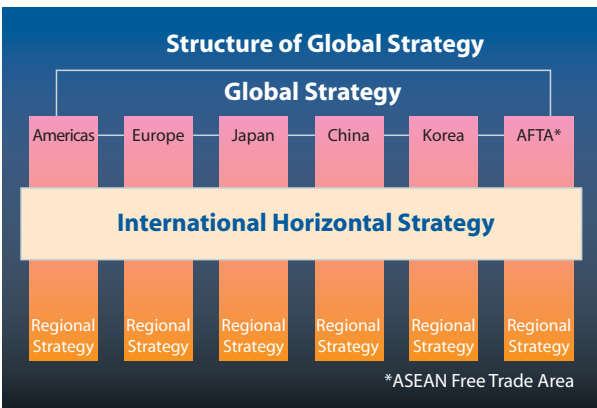 Structure of Global Strategy
Global Strategy
Americas Europe Japan China Korea AFTA*
International Horizontal Strategy
Regional Regional Regional Regional Regional Regional
Strategy Strategy Strategy Strategy Strategy Strategy
*ASEAN Free Trade Area